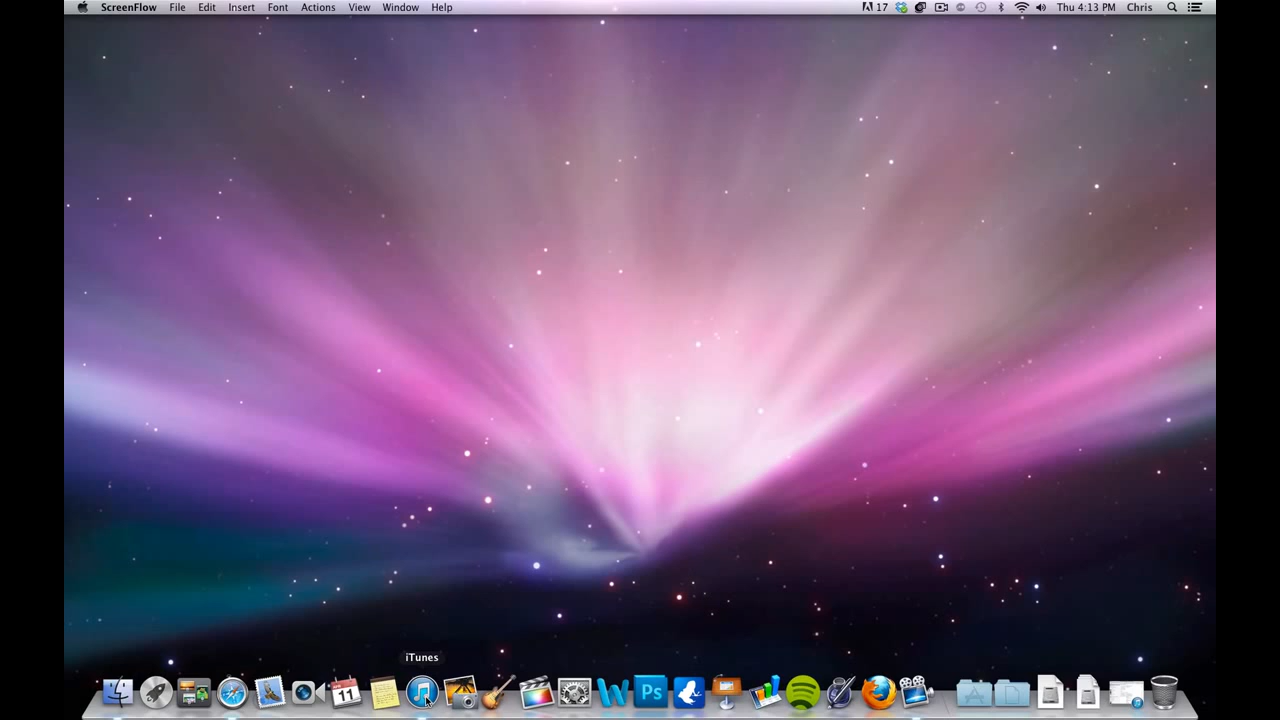 ScreenFlow File Edit Insert Font Actions View Window Help 17 Thu 4:13 PM Chris
iTunes
11
Ps